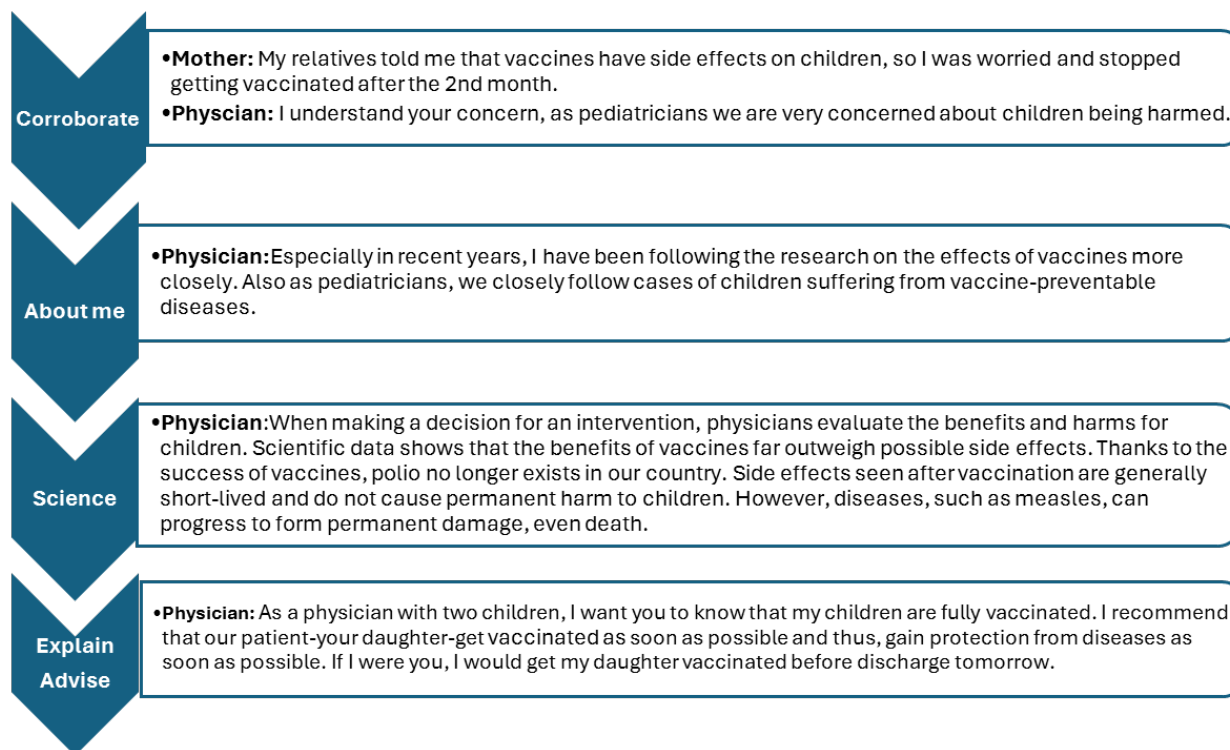 Corroborate
•Mother: My relatives told me that vaccines have side effects on children, so I was worried and stopped
getting vaccinated after the 2nd month.
•Physcian: I understand your concern, as pediatricians we are very concerned about children being harmed.
About me
•Physician:Especially in recent years, I have been following the research on the effects of vaccines more
closely. Also as pediatricians, we closely follow cases of children suffering from vaccine-preventable
diseases.
Science
•Physician:When making a decision for an intervention, physicians evaluate the benefits and harms for
children. Scientific data shows that the benefits of vaccines far outweigh possible side effects. Thanks to the
success of vaccines, polio no longer exists in our country. Side effects seen after vaccination are generally
short-lived and do not cause permanent harm to children. However, diseases, such as measles, can
progress to form permanent damage, even death.
Explain
Advise
•Physician: As a physician with two children, I want you to know that my children are fully vaccinated. I recommend
that our patient-your daughter-get vaccinated as soon as possible and thus, gain protection from diseases as
soon as possible. If I were you, I would get my daughter vaccinated before discharge tomorrow.